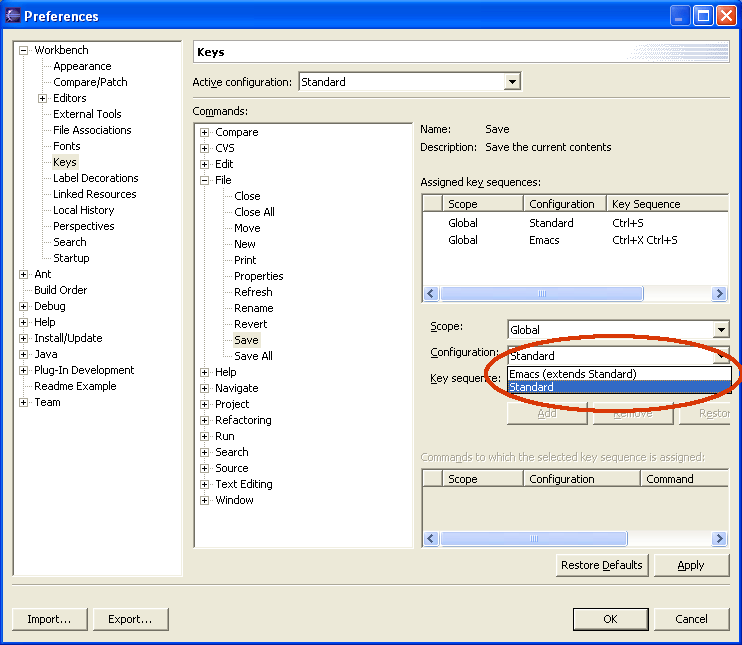 Preferences
Workbench
Appearance
Compare/Patch
Editors
External Tools
File Associations
Fonts
Keys
Label Decorations
Linked Resources
Local History
Perspectives
Search
Startup
Ant
Build Order
Debug
Help
Install/Update
Java
Plug-In Development
Readme Example
Team
Keys
Active configuration: Standard
Commands:
Compare
CVS
Edit
File
Close
Close All
Move
New
Print
Properties
Refresh
Rename
Revert
Save
Save All
Help
Navigate
Project
Refactoring
Run
Search
Source
Text Editing
Window
Name: Save
Description: Save the current contents
Assigned key sequences:
Scope Configuration Key Sequence
Global Standard Ctrl+S
Global Emacs Ctrl+X Ctrl+S
Scope: Global
Configuration: Standard
Emacs (extends Standard)
Key sequence: Standard
Add Remove Restor
Commands to which the selected key sequence is assigned:
Scope Configuration Command
Restore Defaults Apply
Import... Export... OK Cancel